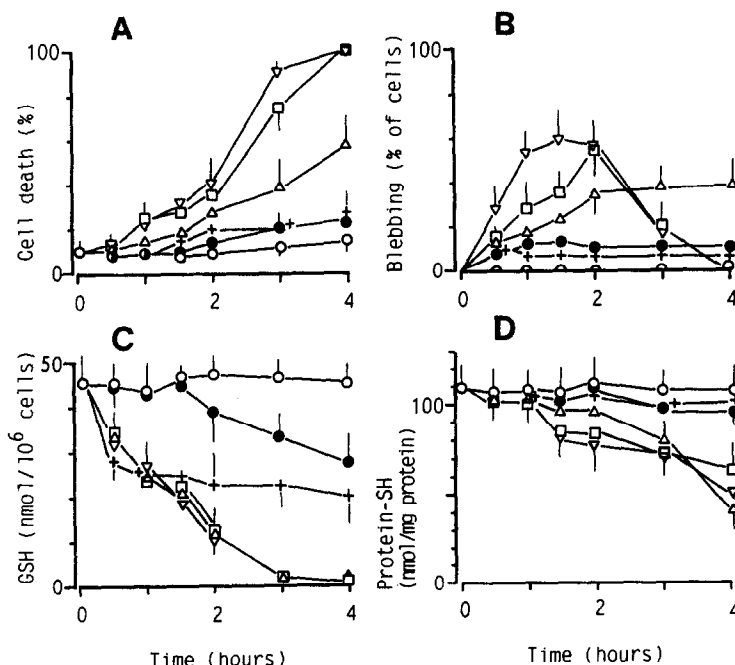 A
B
100
Cell death (%)
0
0
2
4
100
Blebbing (% of cells)
0
0
2
4
C
D
50
GSH (nmol/10⁶ cells)
0
0
2
4
Time (hours)
100
Protein-SH
(nmol/mg protein)
0
0
2
4
Time (hours)